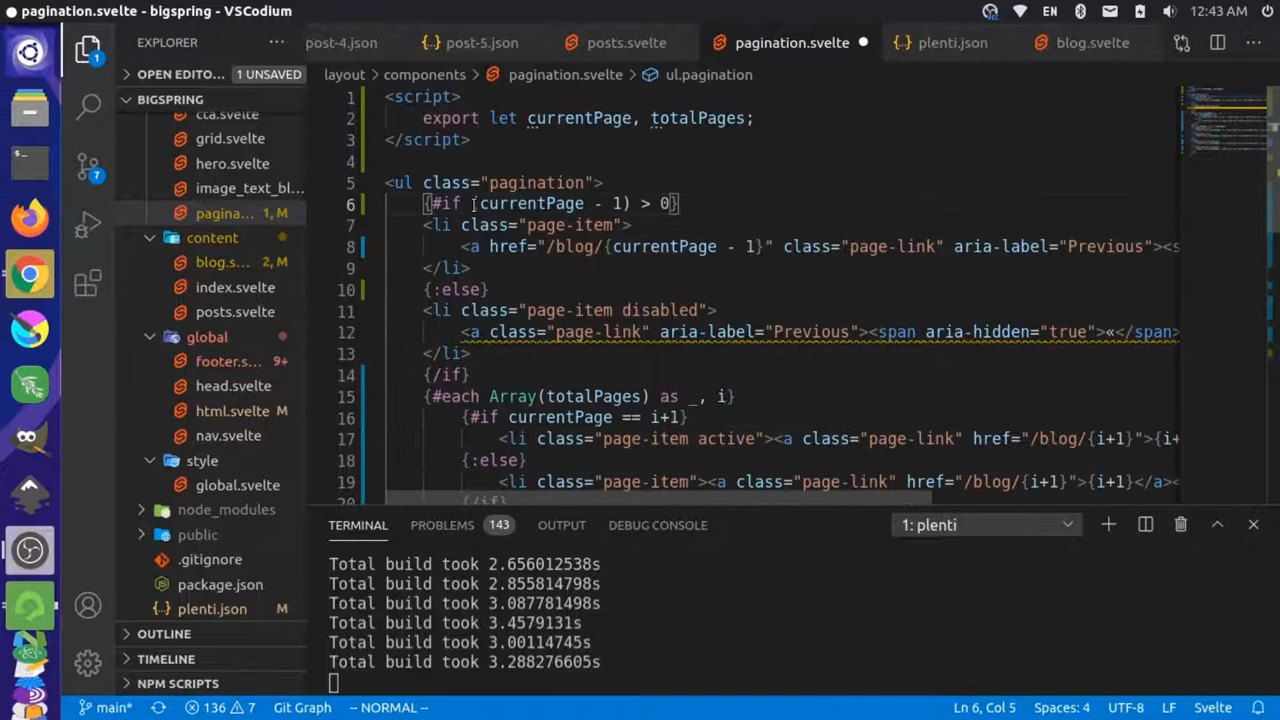 pagination.svelte - bigspring - VSCodium
EN
12:43 AM
EXPLORER
post-4.json
post-5.json
posts.svelte
pagination.svelte
plenti.json
blog.svelte
OPEN EDITO...
1 UNSAVED
layout
components
pagination.svelte
ul.pagination
BIGSPRING
cta.svelte
grid.svelte
hero.svelte
image_text_bl...
pagina... 1, M
content
blog.s... 2, M
index.svelte
posts.svelte
global
footer.s... 9+
head.svelte
html.svelte M
nav.svelte
style
global.svelte
node_modules
public
.gitignore
package.json
plenti.json M
OUTLINE
TIMELINE
NPM SCRIPTS
1
7
1 <script>
2 export let currentPage, totalPages;
3 </script>
4
5 <ul class="pagination">
6 {#if (currentPage - 1) > 0}
7 <li class="page-item">
8 <a href="/blog/{currentPage - 1}" class="page-link" aria-label="Previous"><s
9 </li>
10 {:else}
11 <li class="page-item disabled">
12 <a class="page-link" aria-label="Previous"><span aria-hidden="true">«</span>
13 </li>
14 {/if}
15 {#each Array(totalPages) as _, i}
16 {#if currentPage == i+1}
17 <li class="page-item active"><a class="page-link" href="/blog/{i+1}">{i+
18 {:else}
19 <li class="page-item"><a class="page-link" href="/blog/{i+1}">{i+1}</a><
20 {/if}
TERMINAL
PROBLEMS 143
OUTPUT
DEBUG CONSOLE
1: plenti
Total build took 2.656012538s
Total build took 2.855814798s
Total build took 3.087781498s
Total build took 3.4579131s
Total build took 3.00114745s
Total build took 3.288276605s
main*
136
7
Git Graph
-- NORMAL --
Ln 6, Col 5
Spaces: 4
UTF-8
LF
Svelte